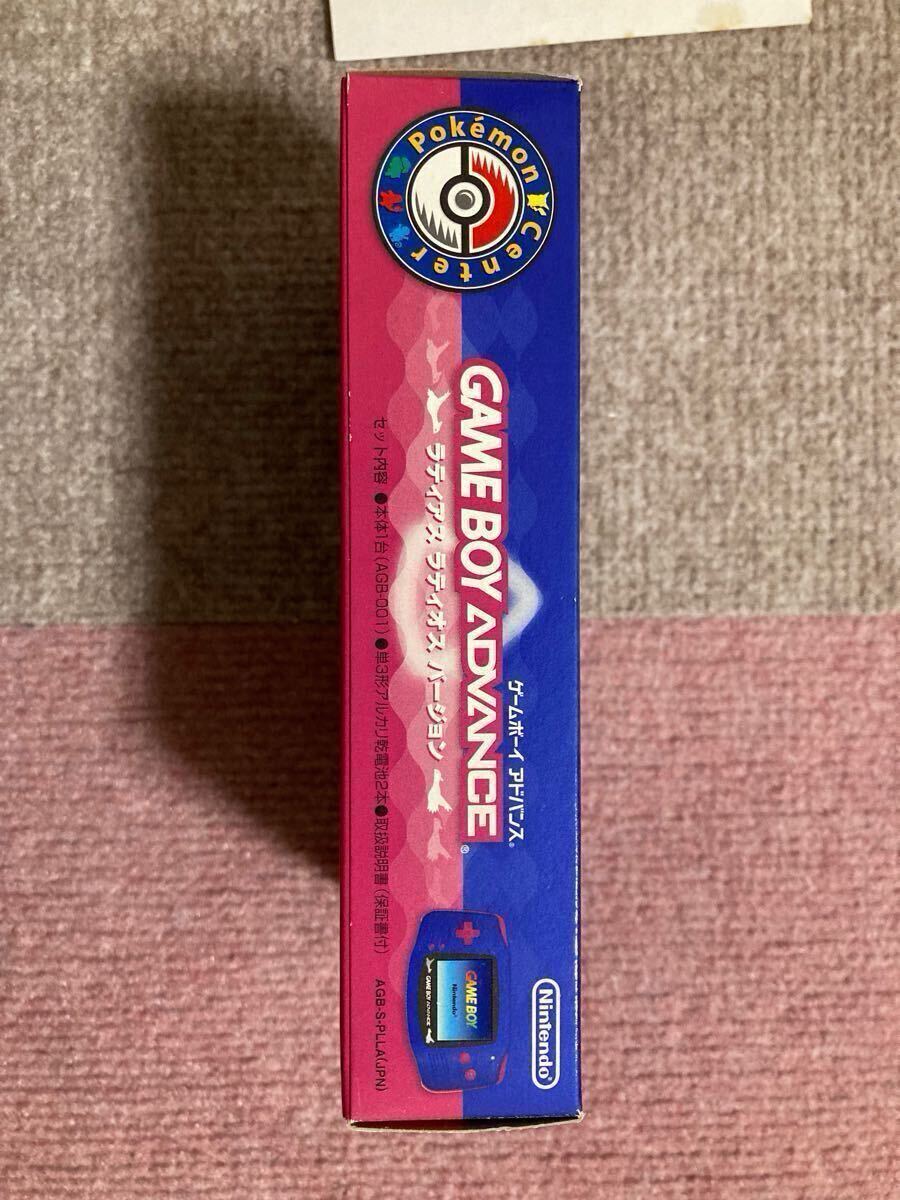 Pokémon Center
GAME BOY ADVANCE®
ゲームボーイ アドバンス®
ラティアス ラティオス バージョン
セット内容 ●本体1台(AGB-001)●単3形アルカリ乾電池2本●取扱説明書(保証書付)
AGB-S-PLLA(JPN)
GAME BOY
Nintendo®
GAME BOY ADVANCE
Nintendo®